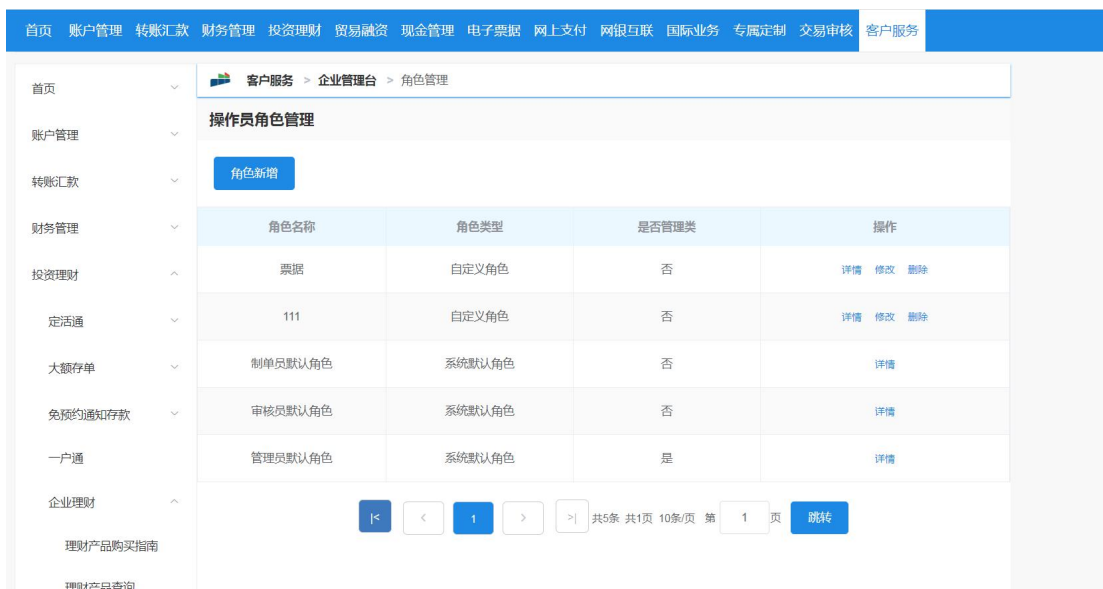 首页 账户管理 转账汇款 财务管理 投资理财 贸易融资 现金管理 电子票据 网上支付 网银互联 国际业务 专属定制 交易审核 客户服务
首页
账户管理
转账汇款
财务管理
投资理财
定活通
大额存单
免预约通知存款
一户通
企业理财
理财产品购买指南
理财产品查询
客户服务 > 企业管理台 > 角色管理
操作员角色管理
角色新增
角色名称 角色类型 是否管理类 操作
票据 自定义角色 否 详情 修改 删除
111 自定义角色 否 详情 修改 删除
制单员默认角色 系统默认角色 否 详情
审核员默认角色 系统默认角色 否 详情
管理员默认角色 系统默认角色 是 详情
|< < 1 > >| 共5条 共1页 10条/页 第 1 页 跳转